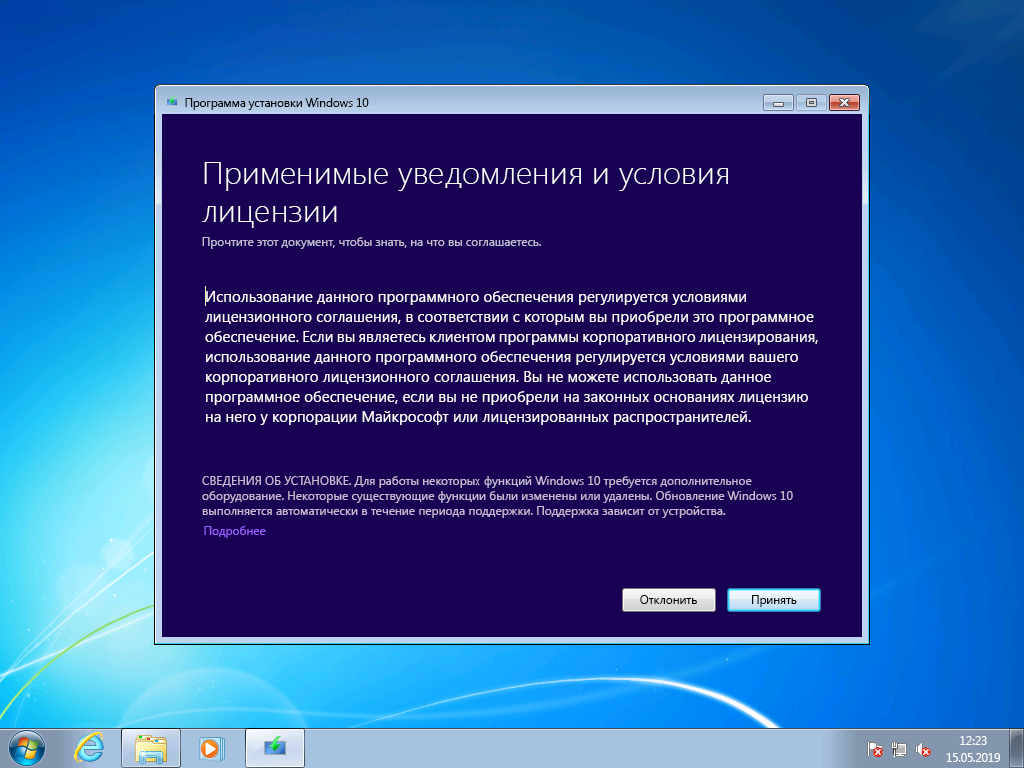 Программа установки Windows 10
Применимые уведомления и условия
лицензии
Прочтите этот документ, чтобы знать, на что вы соглашаетесь.
Использование данного программного обеспечения регулируется условиями
лицензионного соглашения, в соответствии с которым вы приобрели это программное
обеспечение. Если вы являетесь клиентом программы корпоративного лицензирования,
использование данного программного обеспечения регулируется условиями вашего
корпоративного лицензионного соглашения. Вы не можете использовать данное
программное обеспечение, если вы не приобрели на законных основаниях лицензию
на него у корпорации Майкрософт или лицензированных распространителей.
СВЕДЕНИЯ ОБ УСТАНОВКЕ. Для работы некоторых функций Windows 10 требуется дополнительное
оборудование. Некоторые существующие функции были изменены или удалены. Обновление Windows 10
выполняется автоматически в течение периода поддержки. Поддержка зависит от устройства.
Подробнее
Отклонить Принять
12:23
15.05.2019